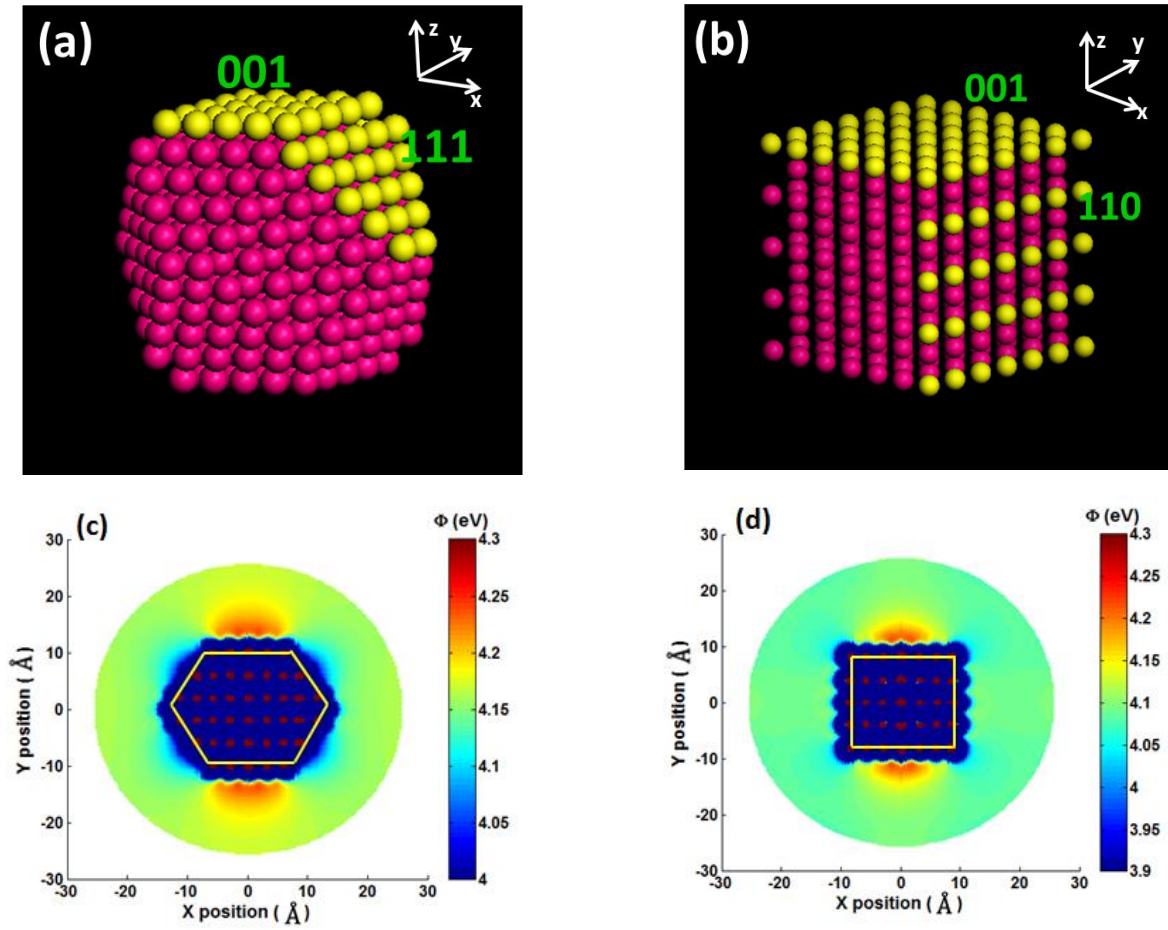 (a)
001
111
z
y
x
(b)
001
110
z
y
x
(c)
Φ (eV)
30
20
10
0
-10
-20
-30
Y position ( Å )
-30 -20 -10 0 10 20 30
X position ( Å )
4.3
4.25
4.2
4.15
4.1
4.05
4
(d)
Φ (eV)
30
20
10
0
-10
-20
-30
Y position ( Å )
-30 -20 -10 0 10 20 30
X position ( Å )
4.3
4.25
4.2
4.15
4.1
4.05
4
3.95
3.9